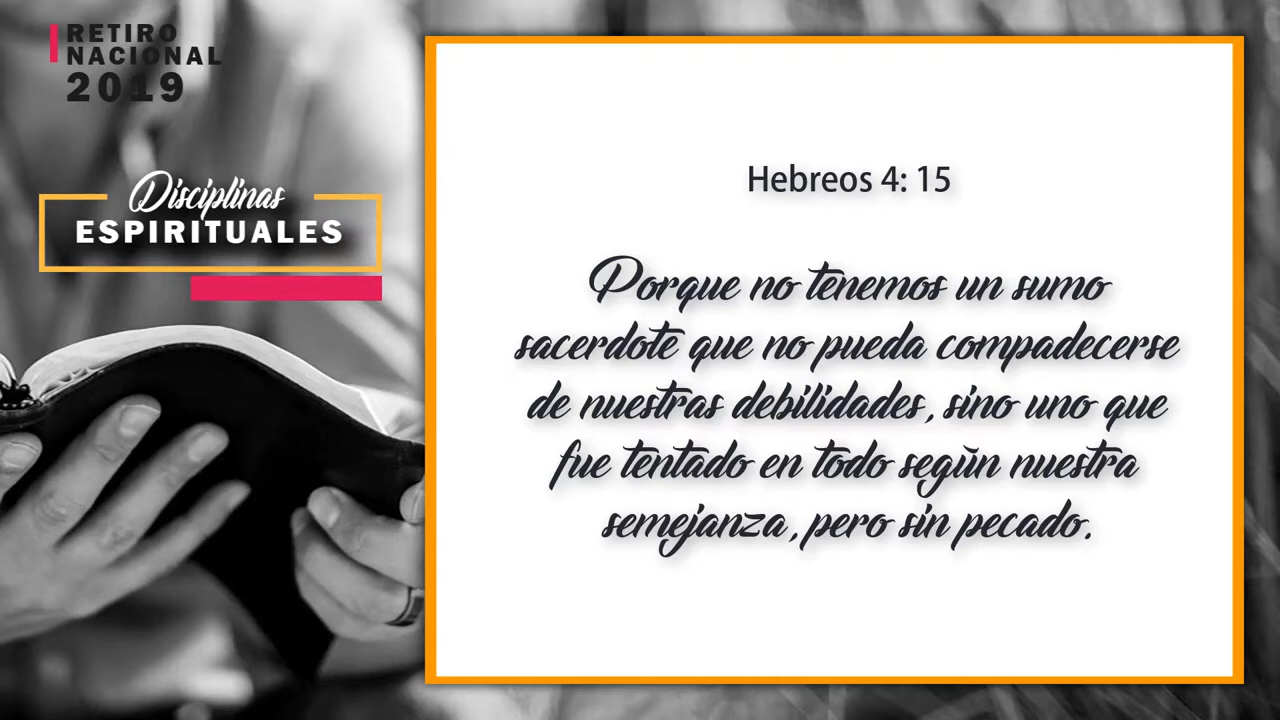 RETIRO
NACIONAL
2019
Disciplinas
ESPIRITUALES
Hebreos 4: 15
Porque no tenemos un sumo
sacerdote que no pueda compadecerse
de nuestras debilidades, sino uno que
fue tentado en todo según nuestra
semejanza, pero sin pecado.